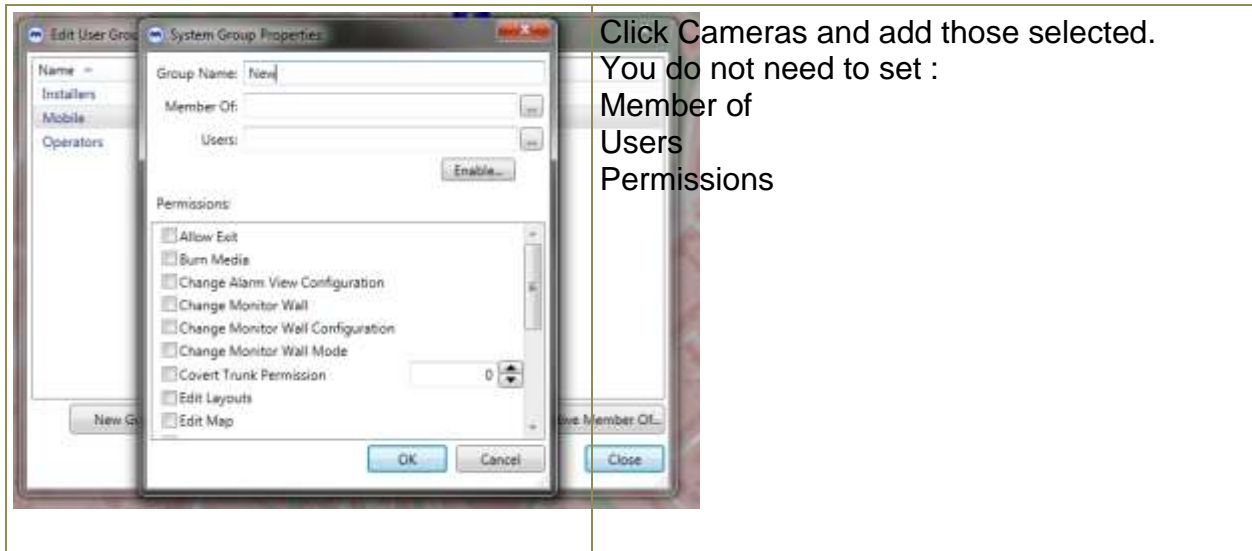 Edit User Grou
System Group Properties
Name
Installers
Mobile
Operators
Group Name: New
Member Of:
...
Users:
...
Enable...
Permissions:
Allow Exit
Burn Media
Change Alarm View Configuration
Change Monitor Wall
Change Monitor Wall Configuration
Change Monitor Wall Mode
Covert Trunk Permission 0
Edit Layouts
Edit Map
New G
Member Of...
OK
Cancel
Close
Click Cameras and add those selected.
You do not need to set :
Member of
Users
Permissions